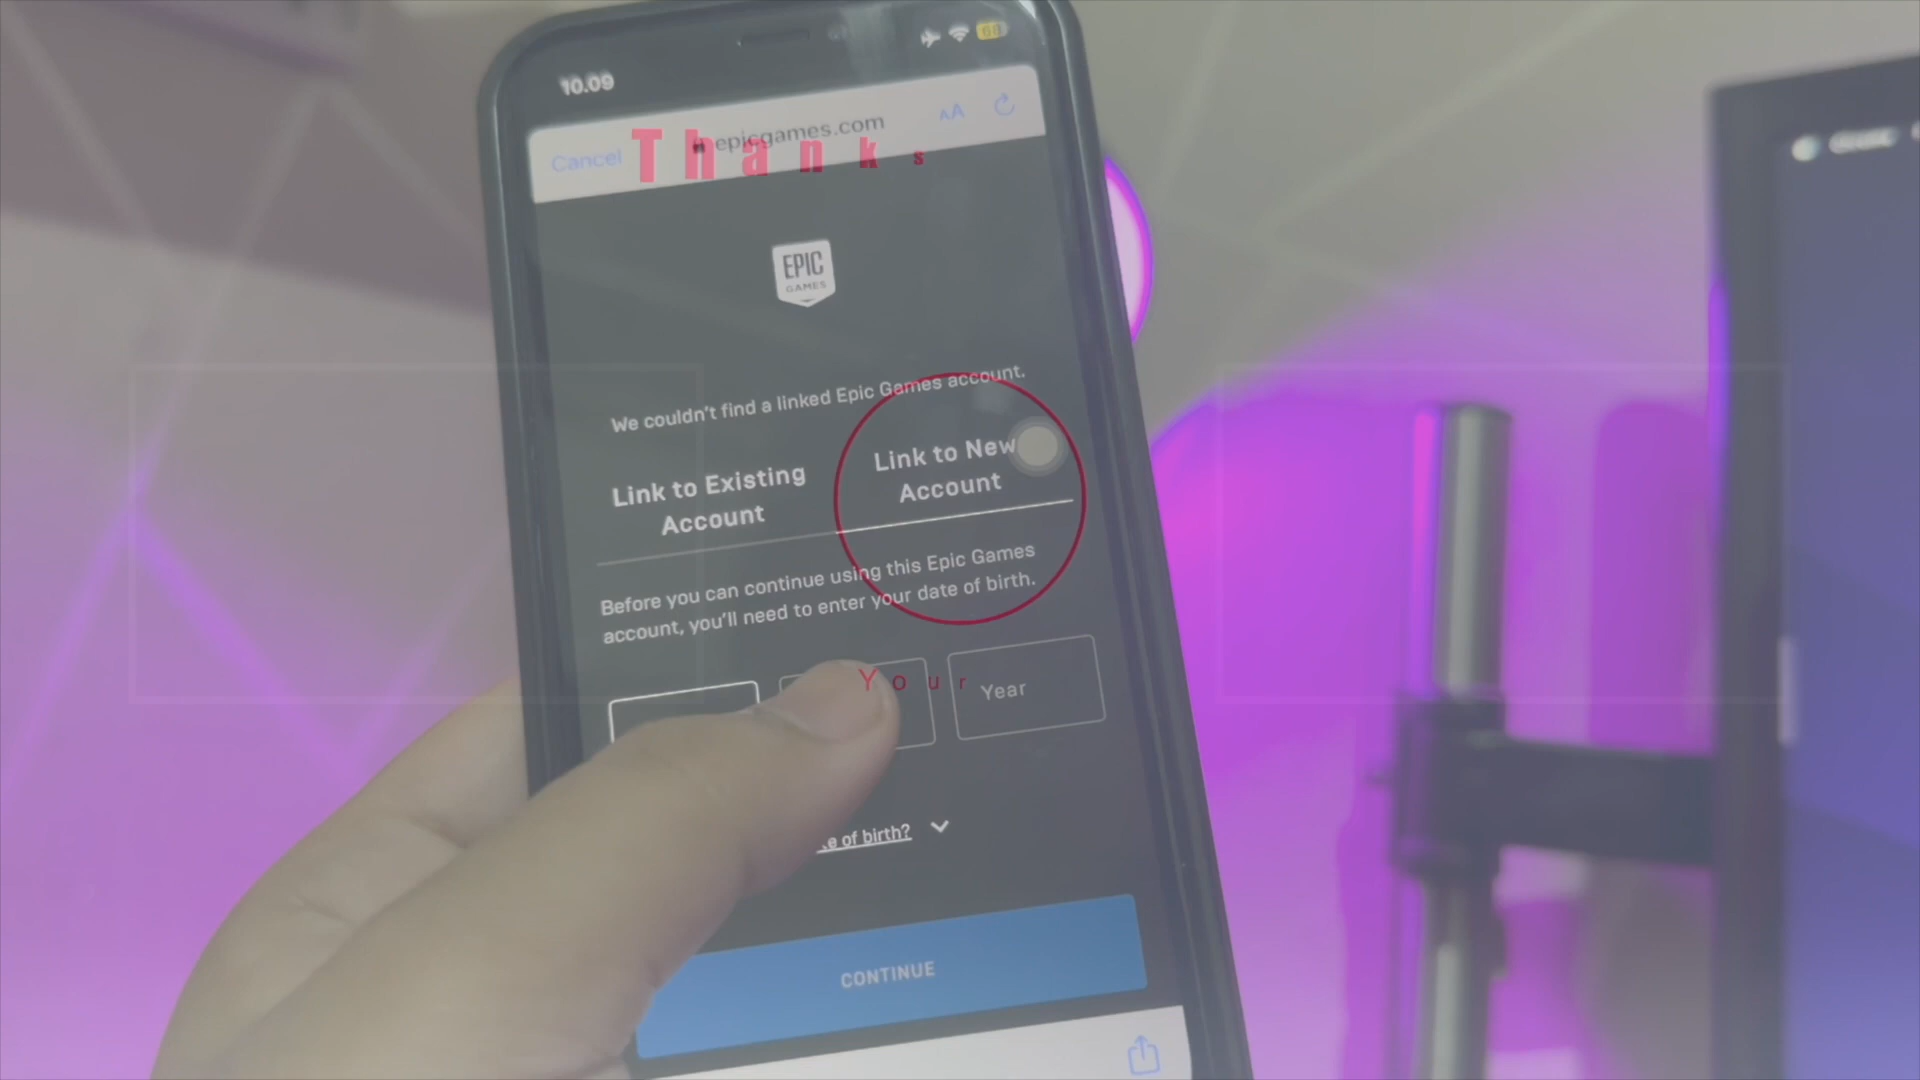 10.09
68
Cancel
epicgames.com
AA
Thanks
EPIC
GAMES
We couldn't find a linked Epic Games account.
Link to Existing
Account
Link to New
Account
Before you can continue using this Epic Games
account, you'll need to enter your date of birth.
Your
Year
of birth?
CONTINUE